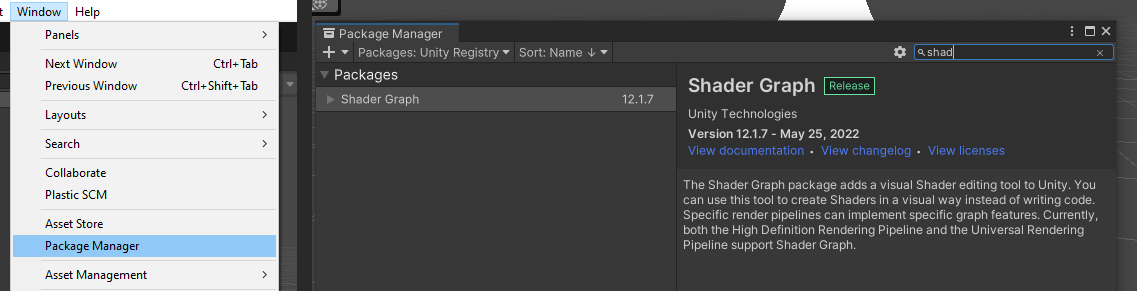 Window Help
Panels
Next Window Ctrl+Tab
Previous Window Ctrl+Shift+Tab
Layouts
Search
Collaborate
Plastic SCM
Asset Store
Package Manager
Asset Management
Package Manager
Packages: Unity Registry Sort: Name ↓ shad
Packages
Shader Graph 12.1.7
Shader Graph Release
Unity Technologies
Version 12.1.7 - May 25, 2022
View documentation • View changelog • View licenses
The Shader Graph package adds a visual Shader editing tool to Unity. You
can use this tool to create Shaders in a visual way instead of writing code.
Specific render pipelines can implement specific graph features. Currently,
both the High Definition Rendering Pipeline and the Universal Rendering
Pipeline support Shader Graph.